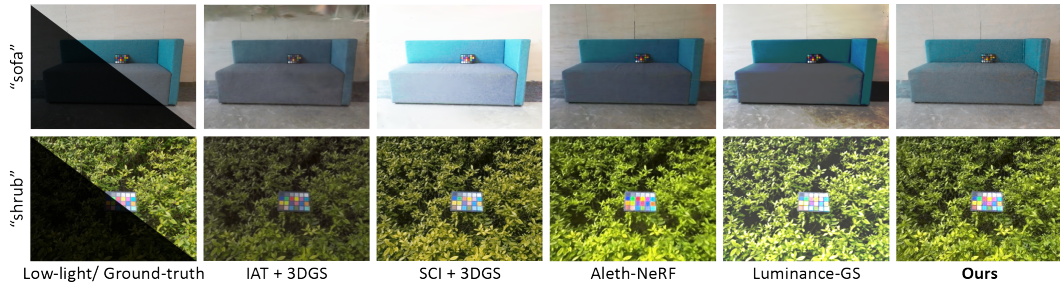 “sofa”
“shrub”
Low-light/ Ground-truth IAT + 3DGS SCI + 3DGS Aleth-NeRF Luminance-GS Ours